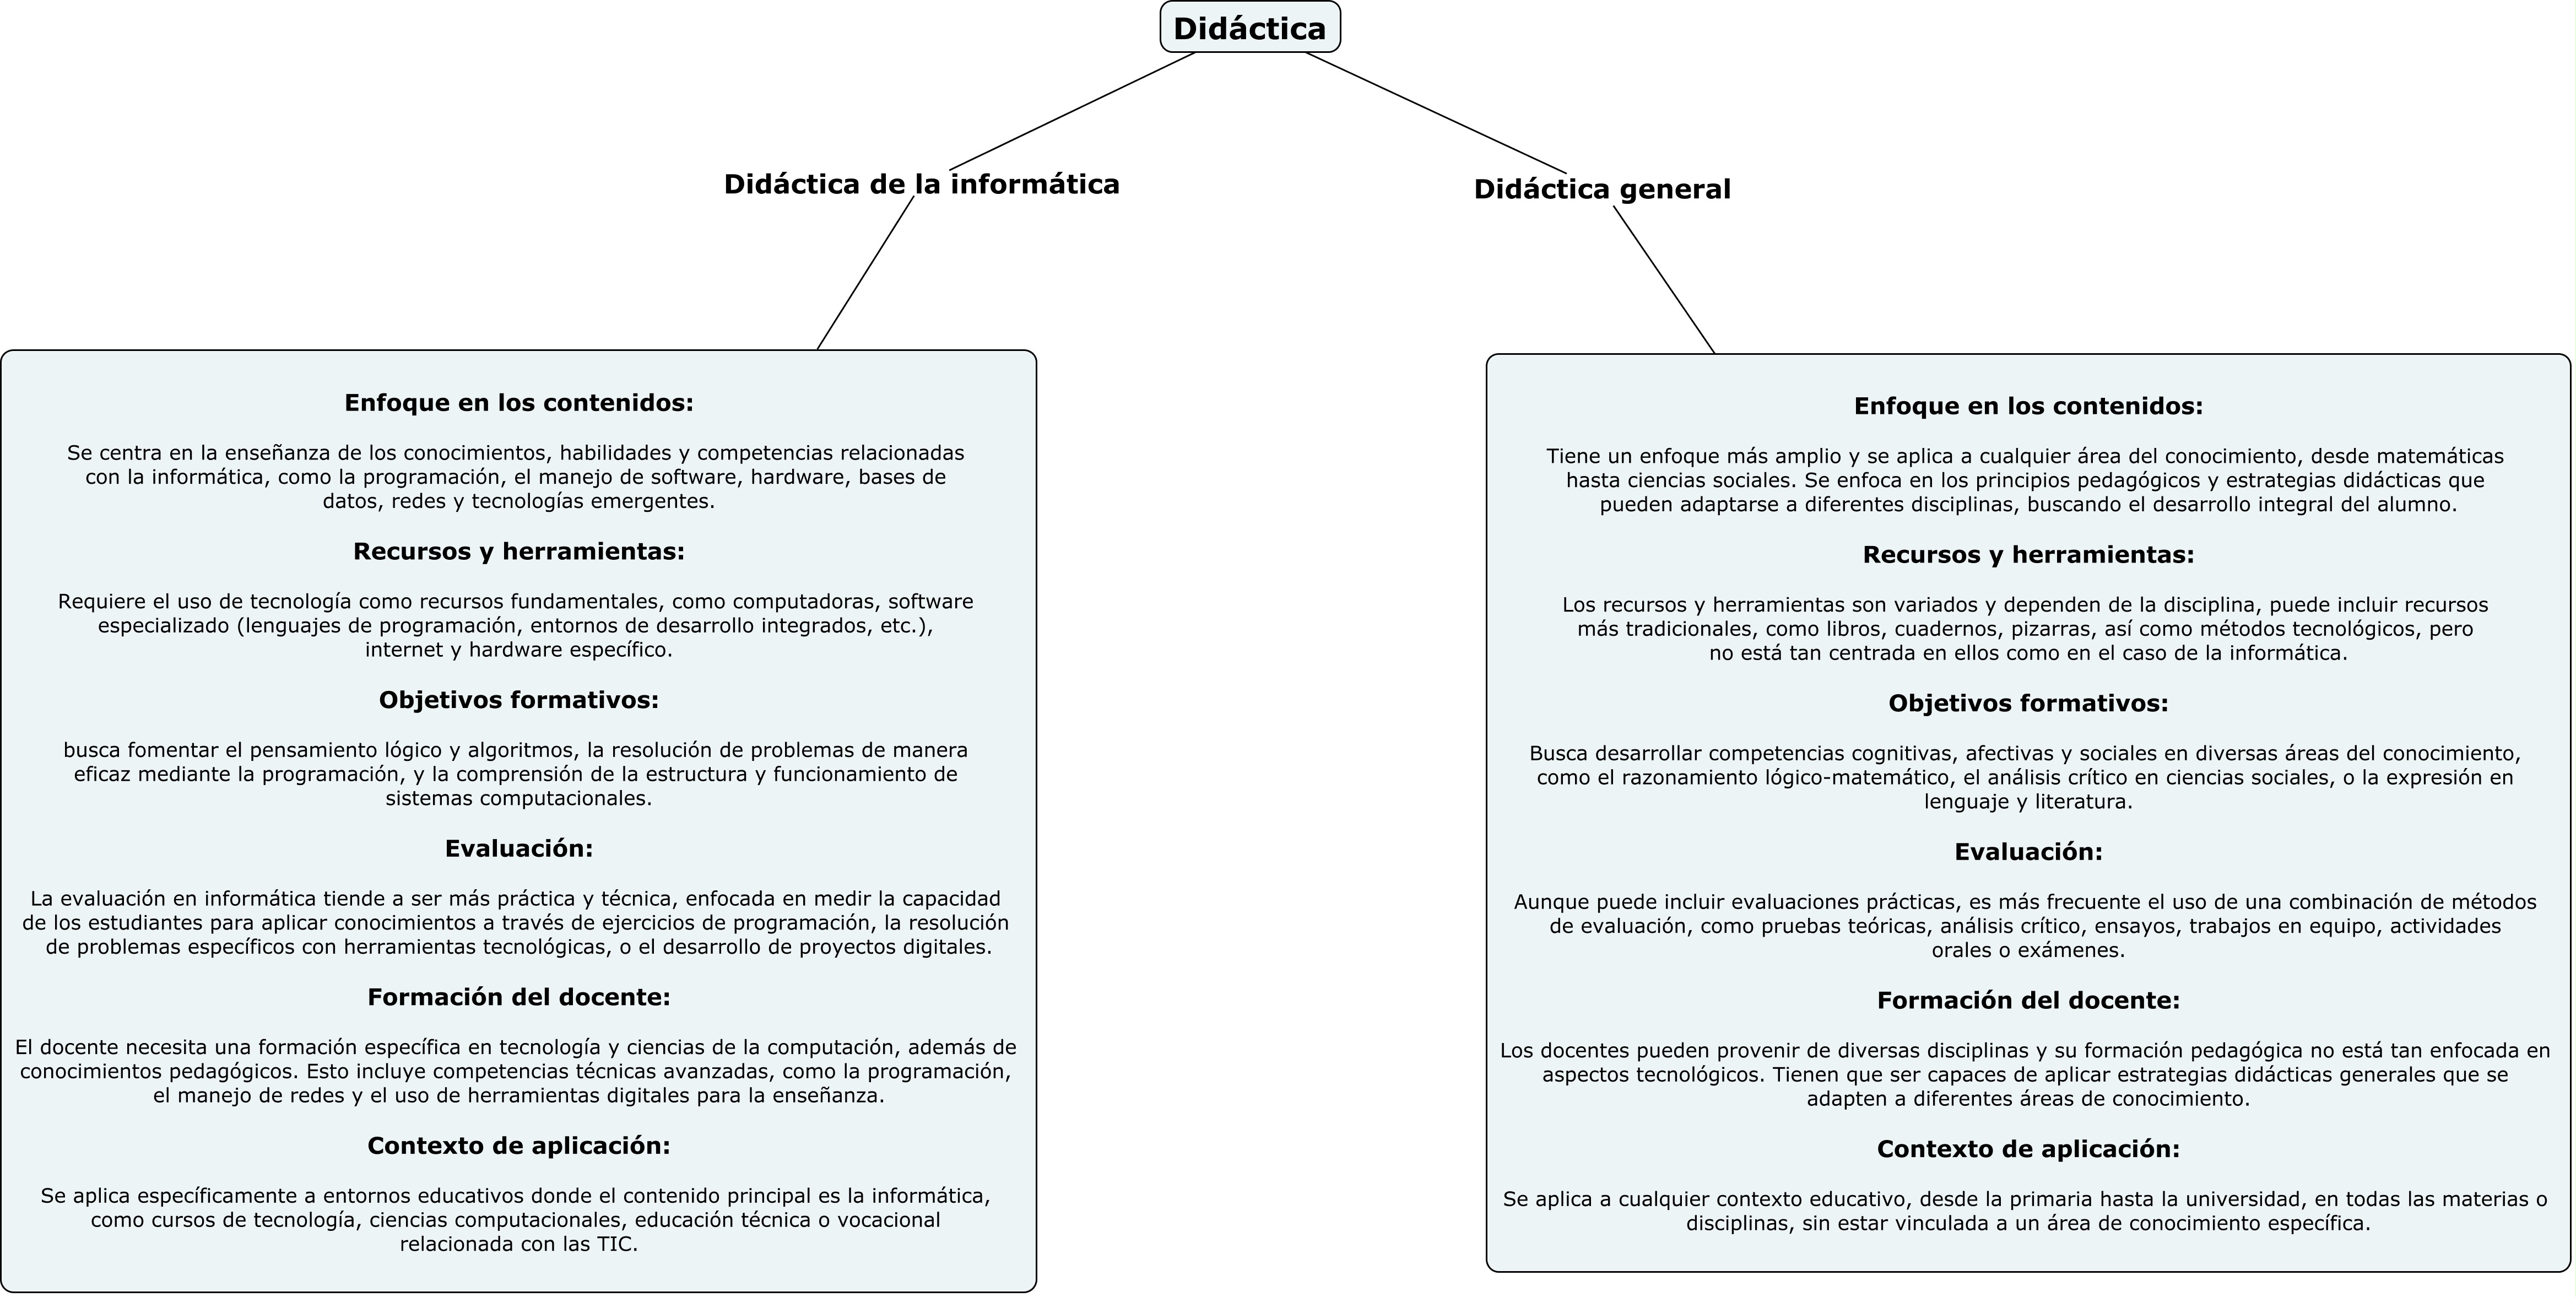 Didáctica
Didáctica de la informática
Didáctica general
Enfoque en los contenidos:
Se centra en la enseñanza de los conocimientos, habilidades y competencias relacionadas
con la informática, como la programación, el manejo de software, hardware, bases de
datos, redes y tecnologías emergentes.
Recursos y herramientas:
Requiere el uso de tecnología como recursos fundamentales, como computadoras, software
especializado (lenguajes de programación, entornos de desarrollo integrados, etc.),
internet y hardware específico.
Objetivos formativos:
busca fomentar el pensamiento lógico y algoritmos, la resolución de problemas de manera
eficaz mediante la programación, y la comprensión de la estructura y funcionamiento de
sistemas computacionales.
Evaluación:
La evaluación en informática tiende a ser más práctica y técnica, enfocada en medir la capacidad
de los estudiantes para aplicar conocimientos a través de ejercicios de programación, la resolución
de problemas específicos con herramientas tecnológicas, o el desarrollo de proyectos digitales.
Formación del docente:
El docente necesita una formación específica en tecnología y ciencias de la computación, además de
conocimientos pedagógicos. Esto incluye competencias técnicas avanzadas, como la programación,
el manejo de redes y el uso de herramientas digitales para la enseñanza.
Contexto de aplicación:
Se aplica específicamente a entornos educativos donde el contenido principal es la informática,
como cursos de tecnología, ciencias computacionales, educación técnica o vocacional
relacionada con las TIC.
Enfoque en los contenidos:
Tiene un enfoque más amplio y se aplica a cualquier área del conocimiento, desde matemáticas
hasta ciencias sociales. Se enfoca en los principios pedagógicos y estrategias didácticas que
pueden adaptarse a diferentes disciplinas, buscando el desarrollo integral del alumno.
Recursos y herramientas:
Los recursos y herramientas son variados y dependen de la disciplina, puede incluir recursos
más tradicionales, como libros, cuadernos, pizarras, así como métodos tecnológicos, pero
no está tan centrada en ellos como en el caso de la informática.
Objetivos formativos:
Busca desarrollar competencias cognitivas, afectivas y sociales en diversas áreas del conocimiento,
como el razonamiento lógico-matemático, el análisis crítico en ciencias sociales, o la expresión en
lenguaje y literatura.
Evaluación:
Aunque puede incluir evaluaciones prácticas, es más frecuente el uso de una combinación de métodos
de evaluación, como pruebas teóricas, análisis crítico, ensayos, trabajos en equipo, actividades
orales o exámenes.
Formación del docente:
Los docentes pueden provenir de diversas disciplinas y su formación pedagógica no está tan enfocada en
aspectos tecnológicos. Tienen que ser capaces de aplicar estrategias didácticas generales que se
adapten a diferentes áreas de conocimiento.
Contexto de aplicación:
Se aplica a cualquier contexto educativo, desde la primaria hasta la universidad, en todas las materias o
disciplinas, sin estar vinculada a un área de conocimiento específica.